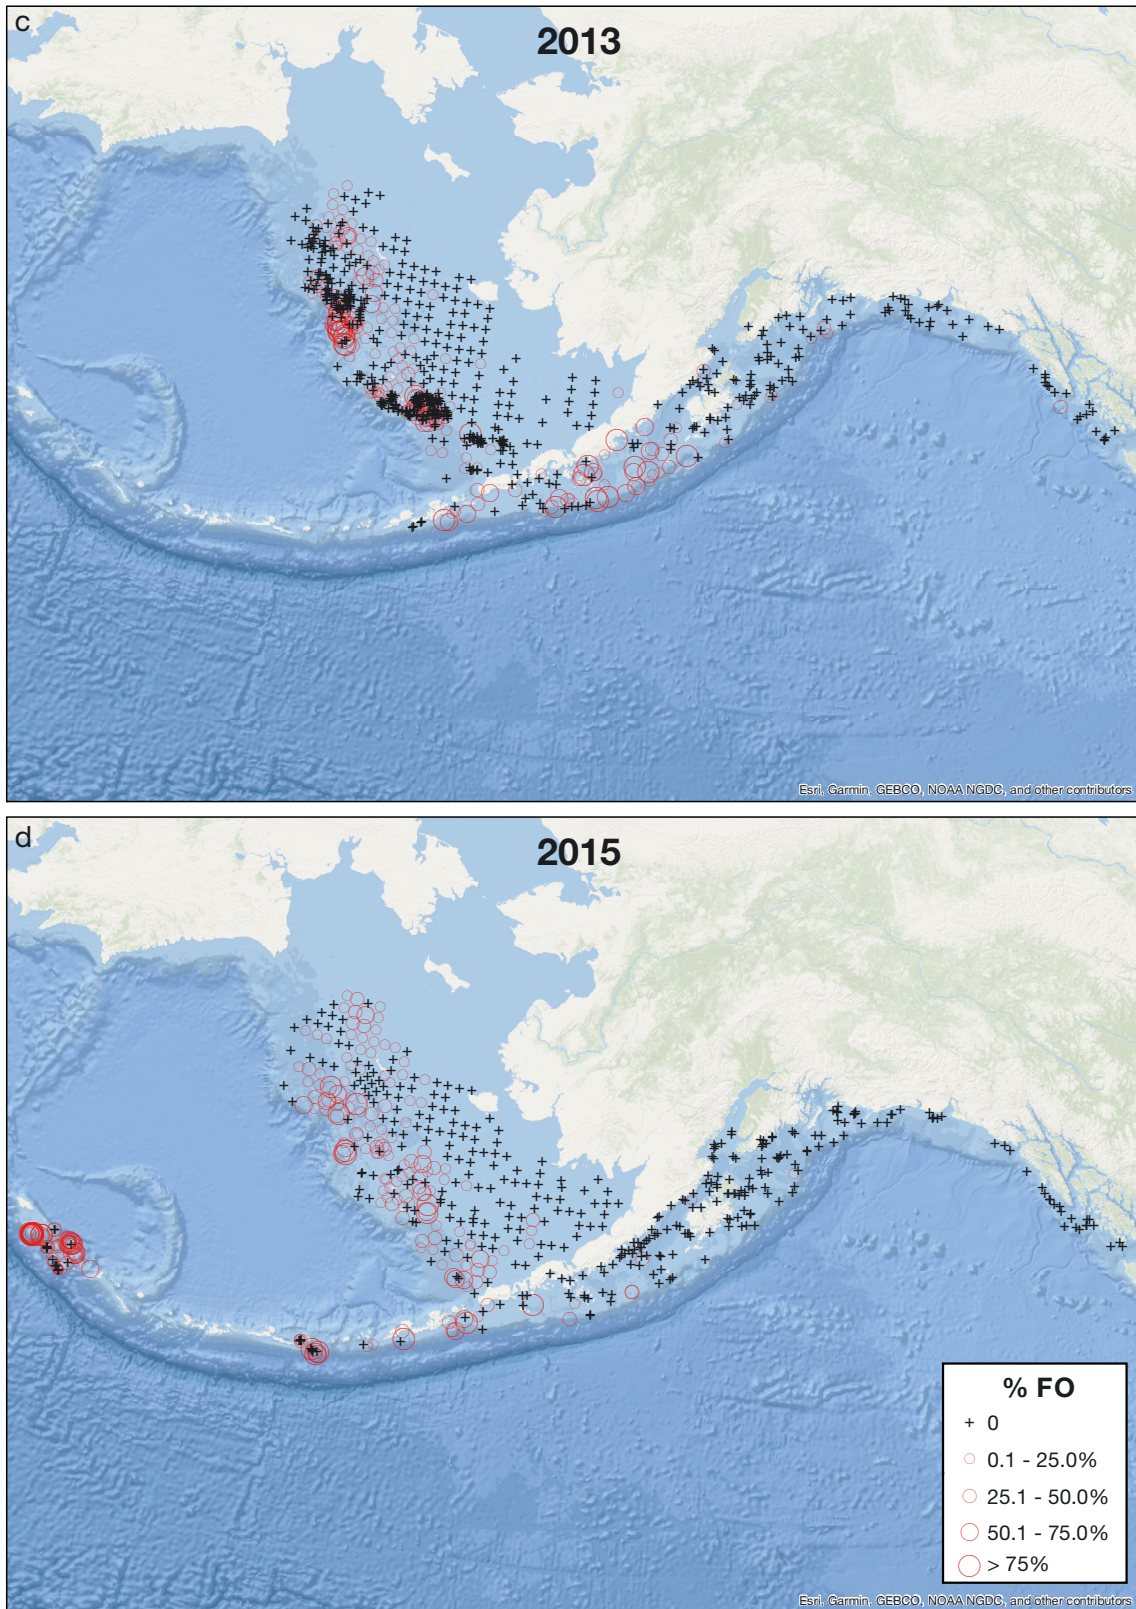 c
2013
Esri, Garmin, GEBCO, NOAA NGDC, and other contributors
d
2015
% FO
+ 0
0.1 - 25.0%
25.1 - 50.0%
50.1 - 75.0%
> 75%
Esri, Garmin, GEBCO, NOAA NGDC, and other contributors